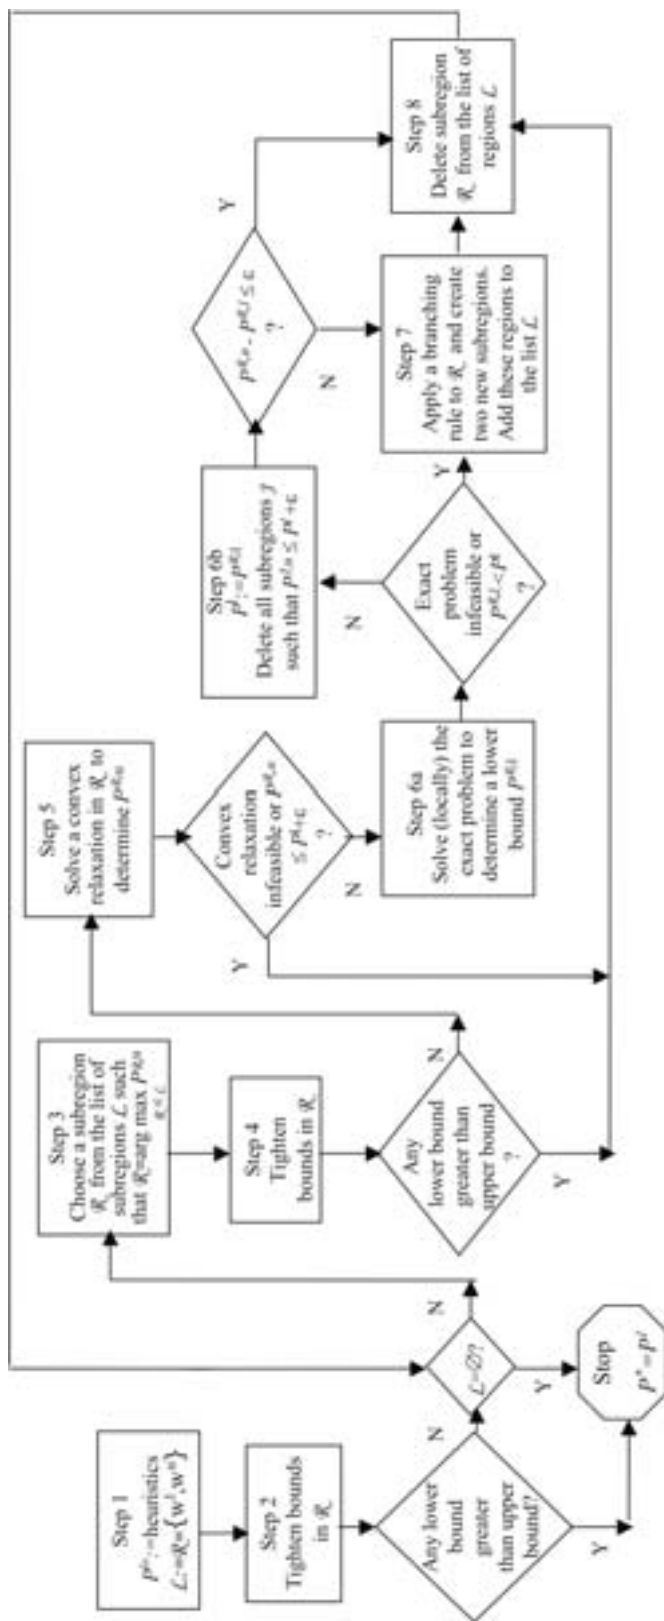 Step 1
P^L:=heuristics
ℒ:=ℛ={w^l,w^u}
Step 2
Tighten bounds
in ℛ
Any lower
bound
greater
than upper
bound?
N
Y
ℒ=∅?
N
Y
Stop
P*=P^l
Step 3
Choose a subregion
ℛ from the list of
subregions ℒ such
that ℛ=arg max P^ℛ,u
ℛ∈ℒ
Step 4
Tighten
bounds in ℛ
Any
lower bound
greater than
upper bound
?
N
Y
Step 5
Solve a convex
relaxation in ℛ to
determine P^ℛ,u
Convex
relaxation
infeasible or P^ℛ,u
≤ P^l+ε
?
Y
N
Step 6a
Solve (locally) the
exact problem to
determine a lower
bound P^ℛ,l
Exact
problem
infeasible or
P^ℛ,l<P^l
?
N
Y
Step 6b
P^l:=P^ℛ,l
Delete all subregions
such that ≤ P^l+ε
P^ℛ,u - P^ℛ,l ≤ ε
?
Y
N
Step 7
Apply a branching
rule to ℛ and create
two new subregions.
Add these regions to
the list ℒ
Step 8
Delete subregion
ℛ from the list of
regions ℒ